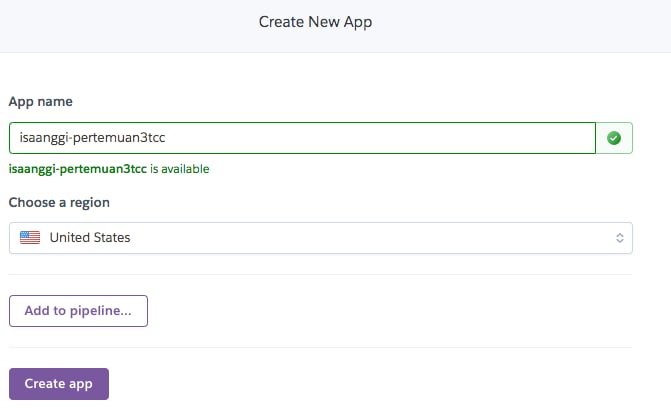 Create New App
App name
isaanggi-pertemuan3tcc
isaanggi-pertemuan3tcc is available
Choose a region
United States
Add to pipeline...
Create app